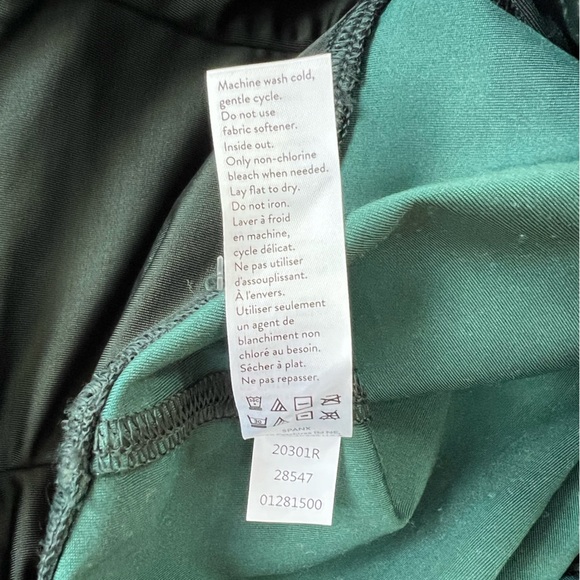 Machine wash cold,
gentle cycle.
Do not use
fabric softener.
Inside out.
Only non-chlorine
bleach when needed.
Lay flat to dry.
Do not iron.
Laver à froid
en machine,
cycle délicat.
Ne pas utiliser
d'assouplissant.
À l'envers.
Utiliser seulement
un agent de
blanchiment non
chloré au besoin.
Sécher à plat.
Ne pas repasser.
SPANX
20301R
28547
01281500